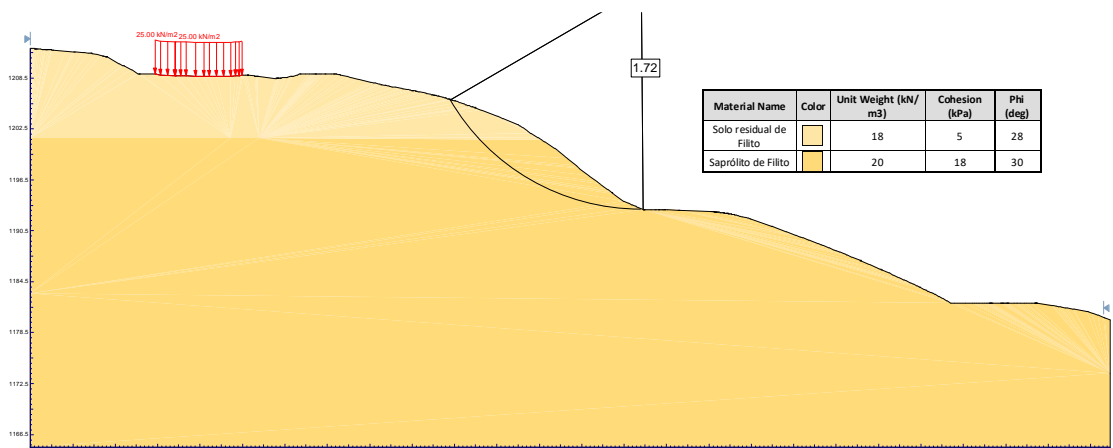 25.00 kN/m2 25.00 kN/m2
1.72
Material Name Color Unit Weight (kN/
m3) Cohesion
(kPa) Phi
(deg)
Solo residual de
Filito 18 5 28
Saprólito de Filito 20 18 30
1208.5
1202.5
1196.5
1190.5
1184.5
1178.5
1172.5
1166.5